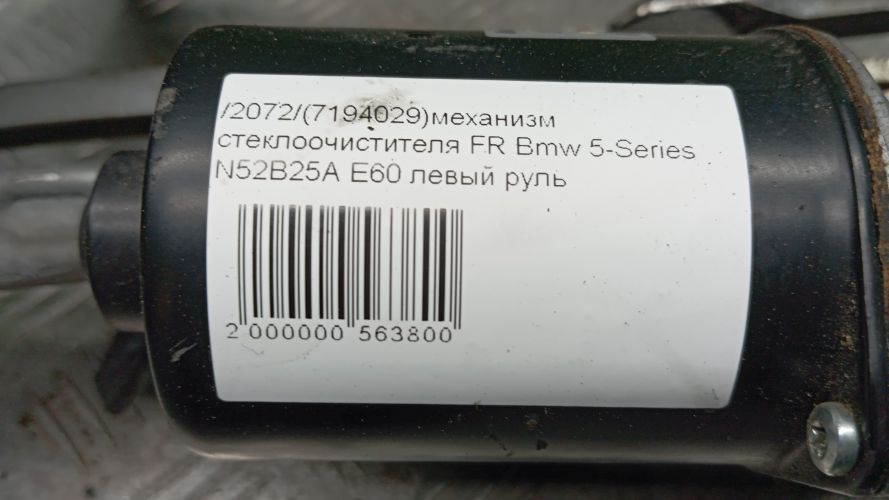 /2072/(7194029)механизм
стеклоочистителя FR Bmw 5-Series
N52B25A E60 левый руль
2 000000 563800